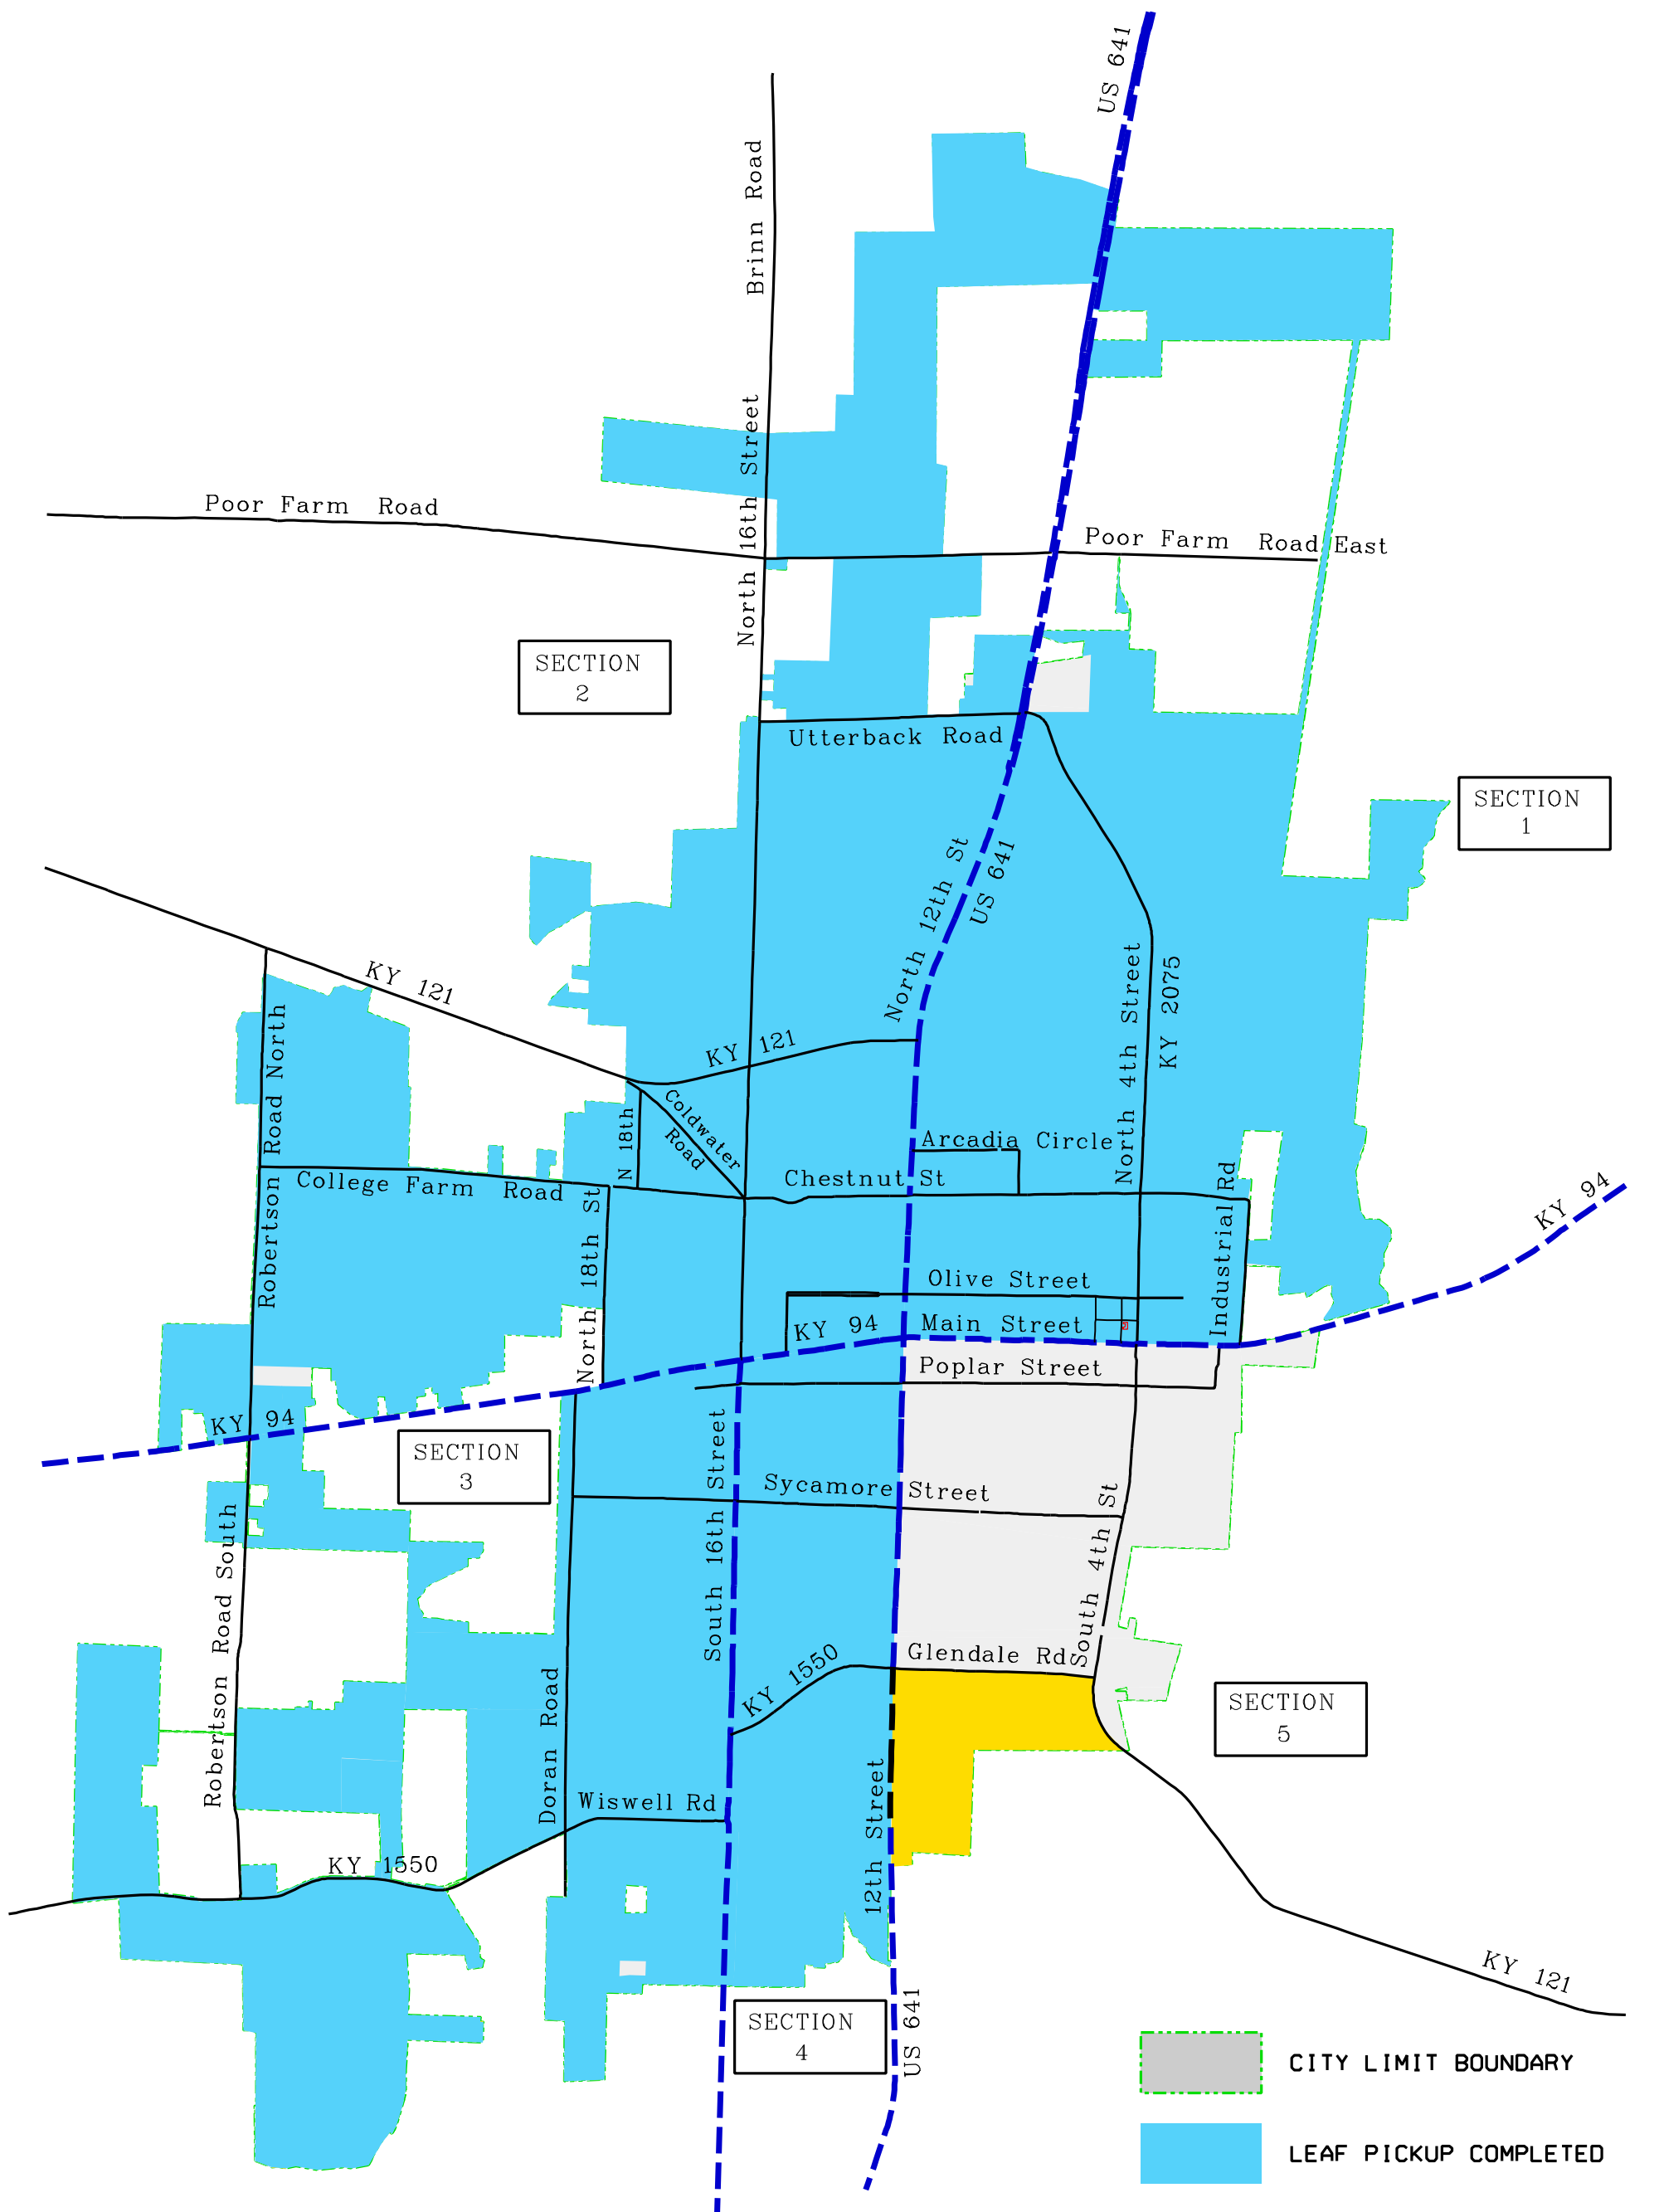 US 641
Brinn Road
North 16th Street
Poor Farm Road
Poor Farm Road East
SECTION
2
Utterback Road
SECTION
1
North 12th St
US 641
KY 121
North 4th Street
KY 2075
Robertson Road North
KY 121
Coldwater
Road
N 18th
Arcadia Circle
Chestnut St
College Farm Road
North 18th St
Industrial Rd
KY 94
Olive Street
KY 94
Main Street
Poplar Street
KY 94
SECTION
3
South 16th Street
Sycamore Street
South 4th St
Robertson Road South
Glendale Rd
KY 1550
Doran Road
SECTION
5
12th Street
Wiswell Rd
KY 1550
KY 121
SECTION
4
US 641
CITY LIMIT BOUNDARY
LEAF PICKUP COMPLETED